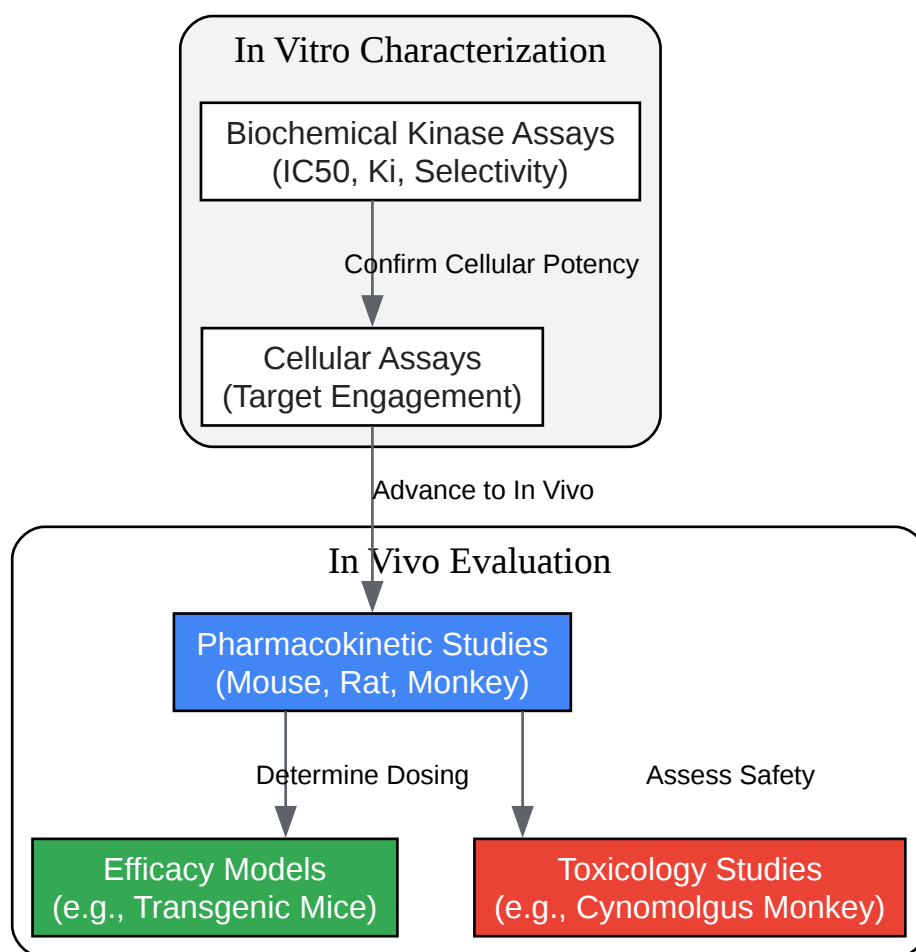 In Vitro Characterization
Biochemical Kinase Assays
(IC50, Ki, Selectivity)
Confirm Cellular Potency
Cellular Assays
(Target Engagement)
Advance to In Vivo
In Vivo Evaluation
Pharmacokinetic Studies
(Mouse, Rat, Monkey)
Determine Dosing
Assess Safety
Efficacy Models
(e.g., Transgenic Mice)
Toxicology Studies
(e.g., Cynomolgus Monkey)